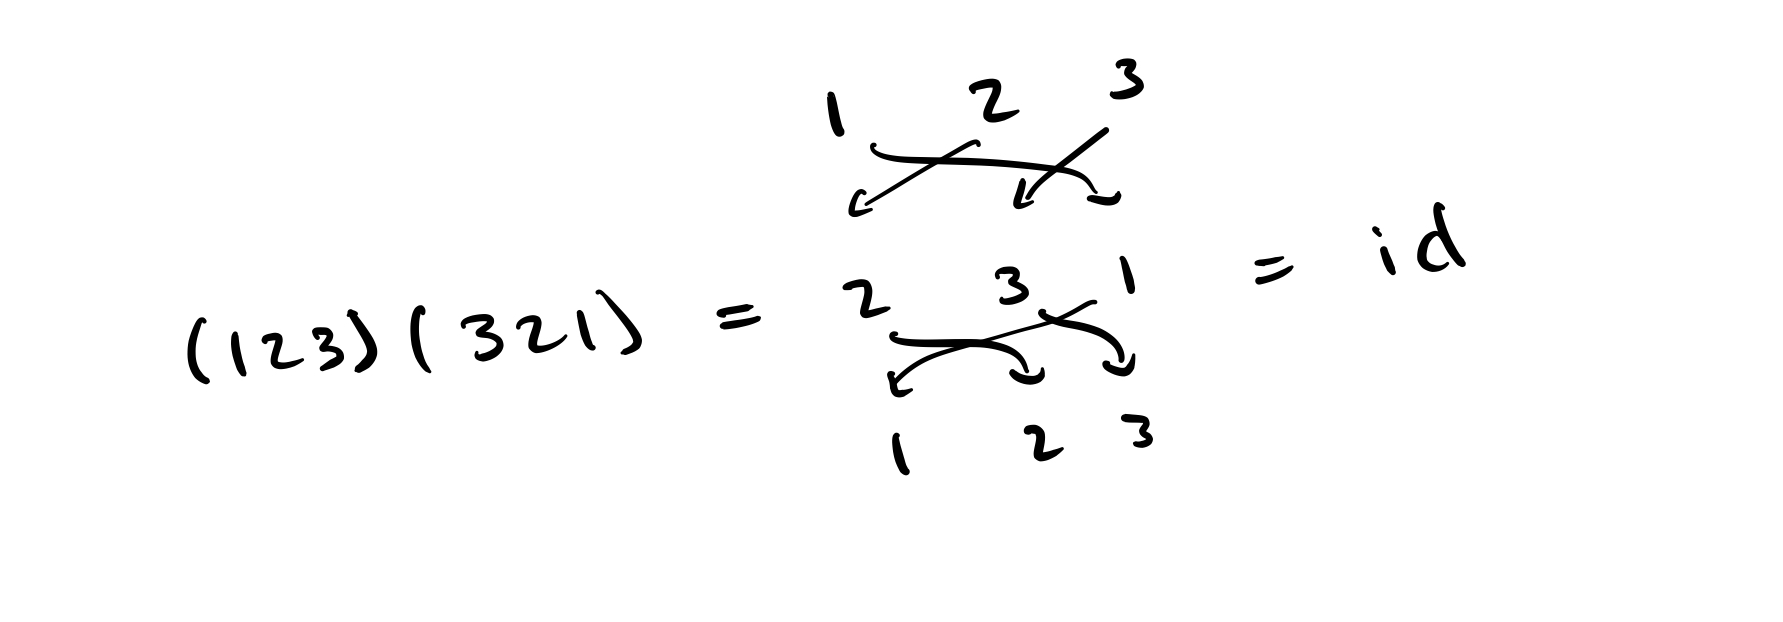 1 2 3
(123)(321) = 2 3 1 = id
1 2 3